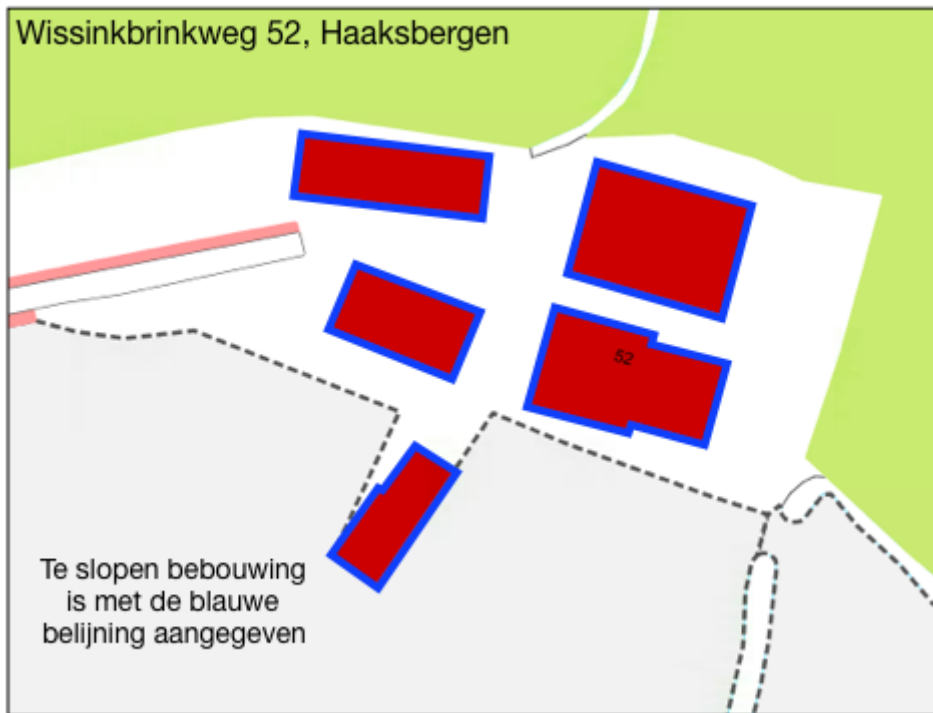 Wissinkbrinkweg 52, Haaksbergen
52
Te slopen bebouwing
is met de blauwe
belijning aangegeven